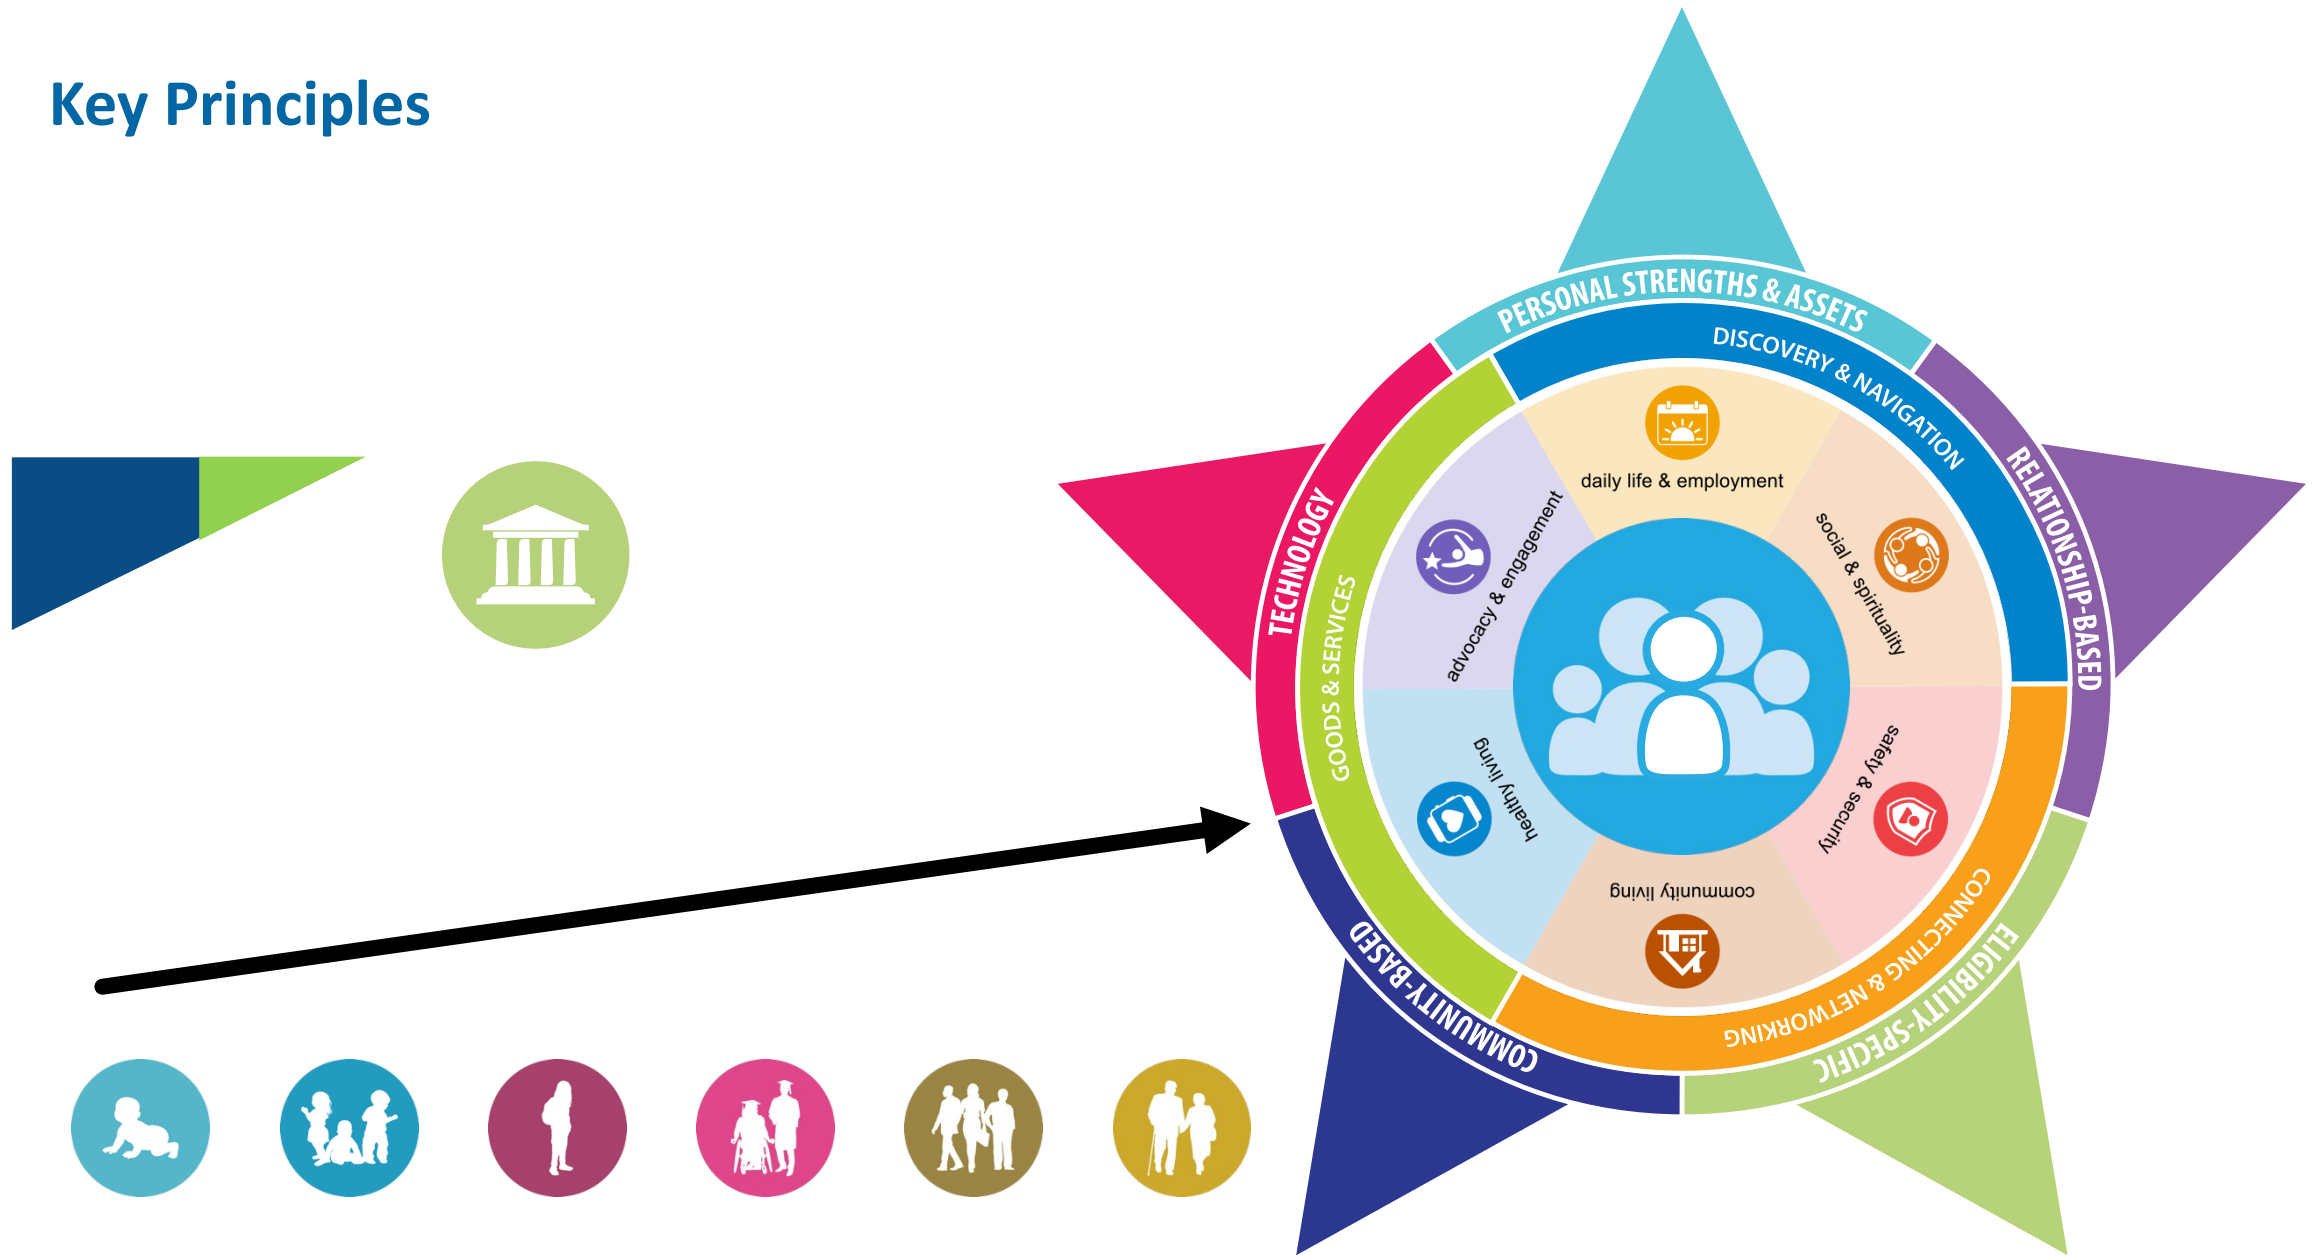 Key Principles
PERSONAL STRENGTHS & ASSETS
RELATIONSHIP-BASED
ELIGIBILITY-SPECIFIC
COMMUNITY-BASED
TECHNOLOGY
DISCOVERY & NAVIGATION
CONNECTING & NETWORKING
GOODS & SERVICES
daily life & employment
social & spirituality
safety & security
community living
healthy living
advocacy & engagement